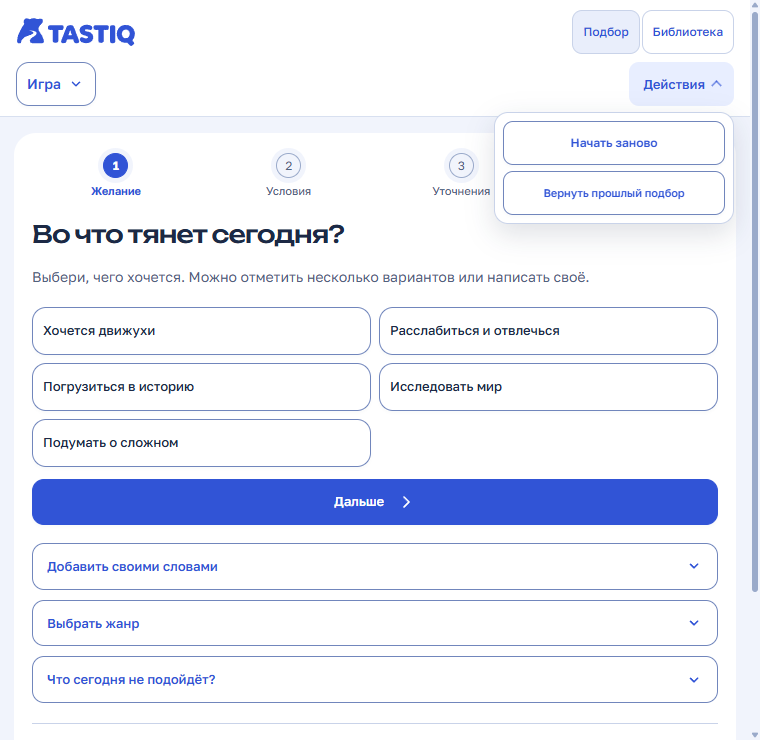 TASTIQ
Подбор
Библиотека
Игра
Действия
Начать заново
Вернуть прошлый подбор
1
Желание
2
Условия
3
Уточнения
Во что тянет сегодня?
Выбери, чего хочется. Можно отметить несколько вариантов или написать своё.
Хочется движухи
Расслабиться и отвлечься
Погрузиться в историю
Исследовать мир
Подумать о сложном
Дальше
Добавить своими словами
Выбрать жанр
Что сегодня не подойдёт?